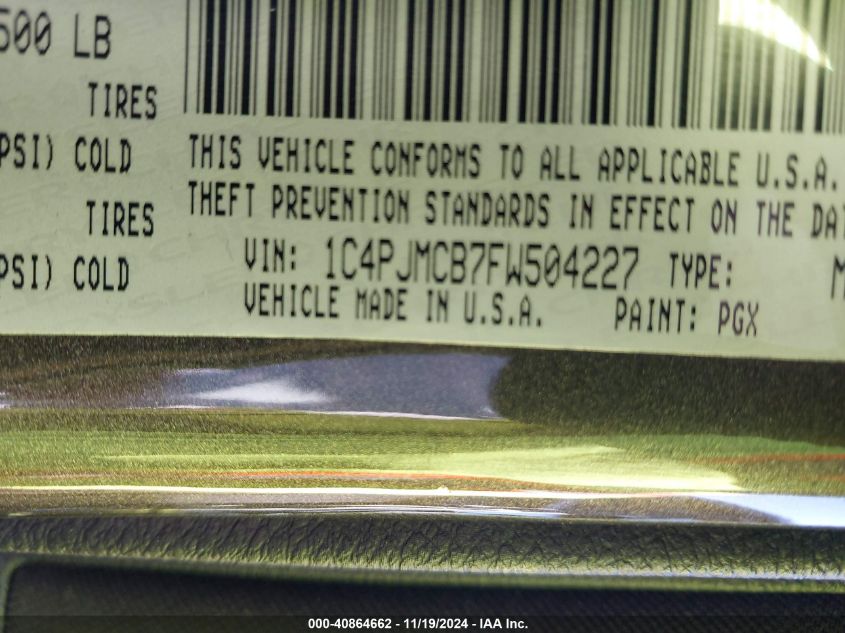 500 LB
TIRES
PSI) COLD
TIRES
PSI) COLD
THIS VEHICLE CONFORMS TO ALL APPLICABLE U.S.A.
THEFT PREVENTION STANDARDS IN EFFECT ON THE DAT
VIN: 1C4PJMCB7FW504227 TYPE: M
VEHICLE MADE IN U.S.A. PAINT: PGX
000-40864662 - 11/19/2024 - IAA Inc.